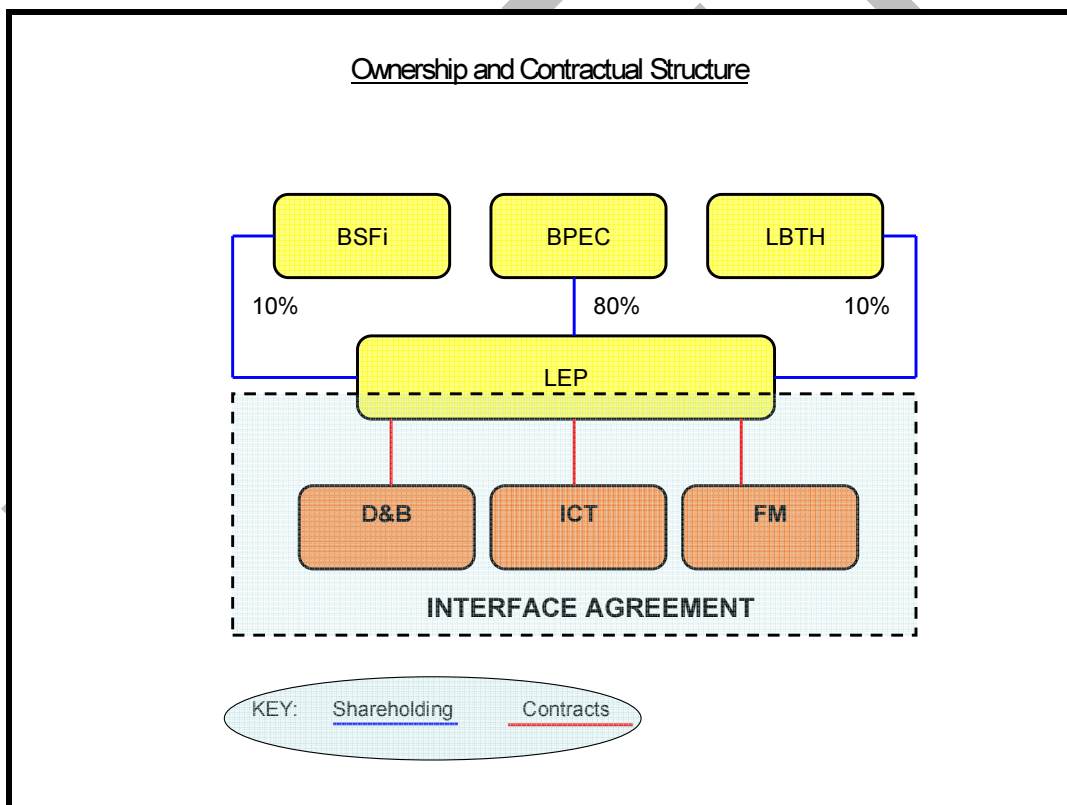 Ownership and Contractual Structure
BSFi BPEC LBTH
10% 80% 10%
LEP
D&B ICT FM
INTERFACE AGREEMENT
KEY: Shareholding Contracts